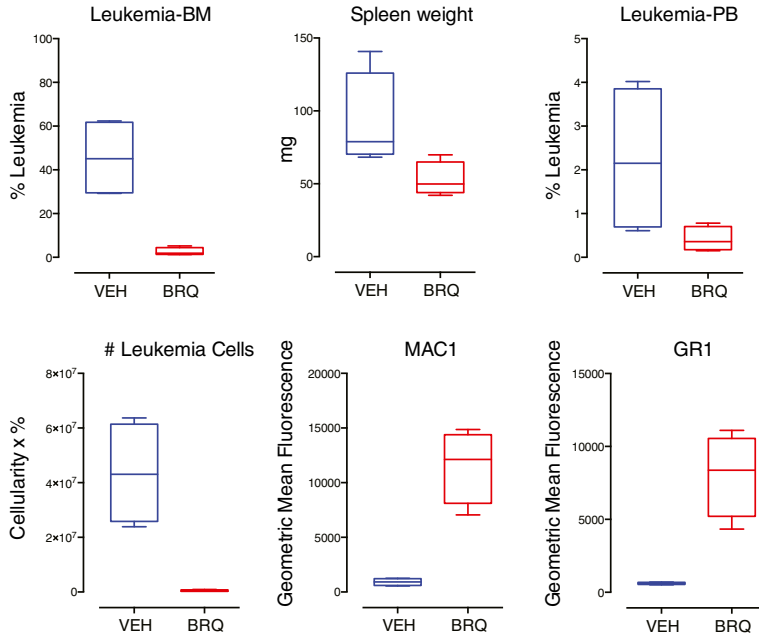 Leukemia-BM
% Leukemia
100
80
60
40
20
0
VEH BRQ
Spleen weight
mg
150
100
50
0
VEH BRQ
Leukemia-PB
% Leukemia
5
4
3
2
1
0
VEH BRQ
# Leukemia Cells
Cellularity x %
8×10⁷
6×10⁷
4×10⁷
2×10⁷
0
VEH BRQ
MAC1
Geometric Mean Fluorescence
20000
15000
10000
5000
0
VEH BRQ
GR1
Geometric Mean Fluorescence
15000
10000
5000
0
VEH BRQ